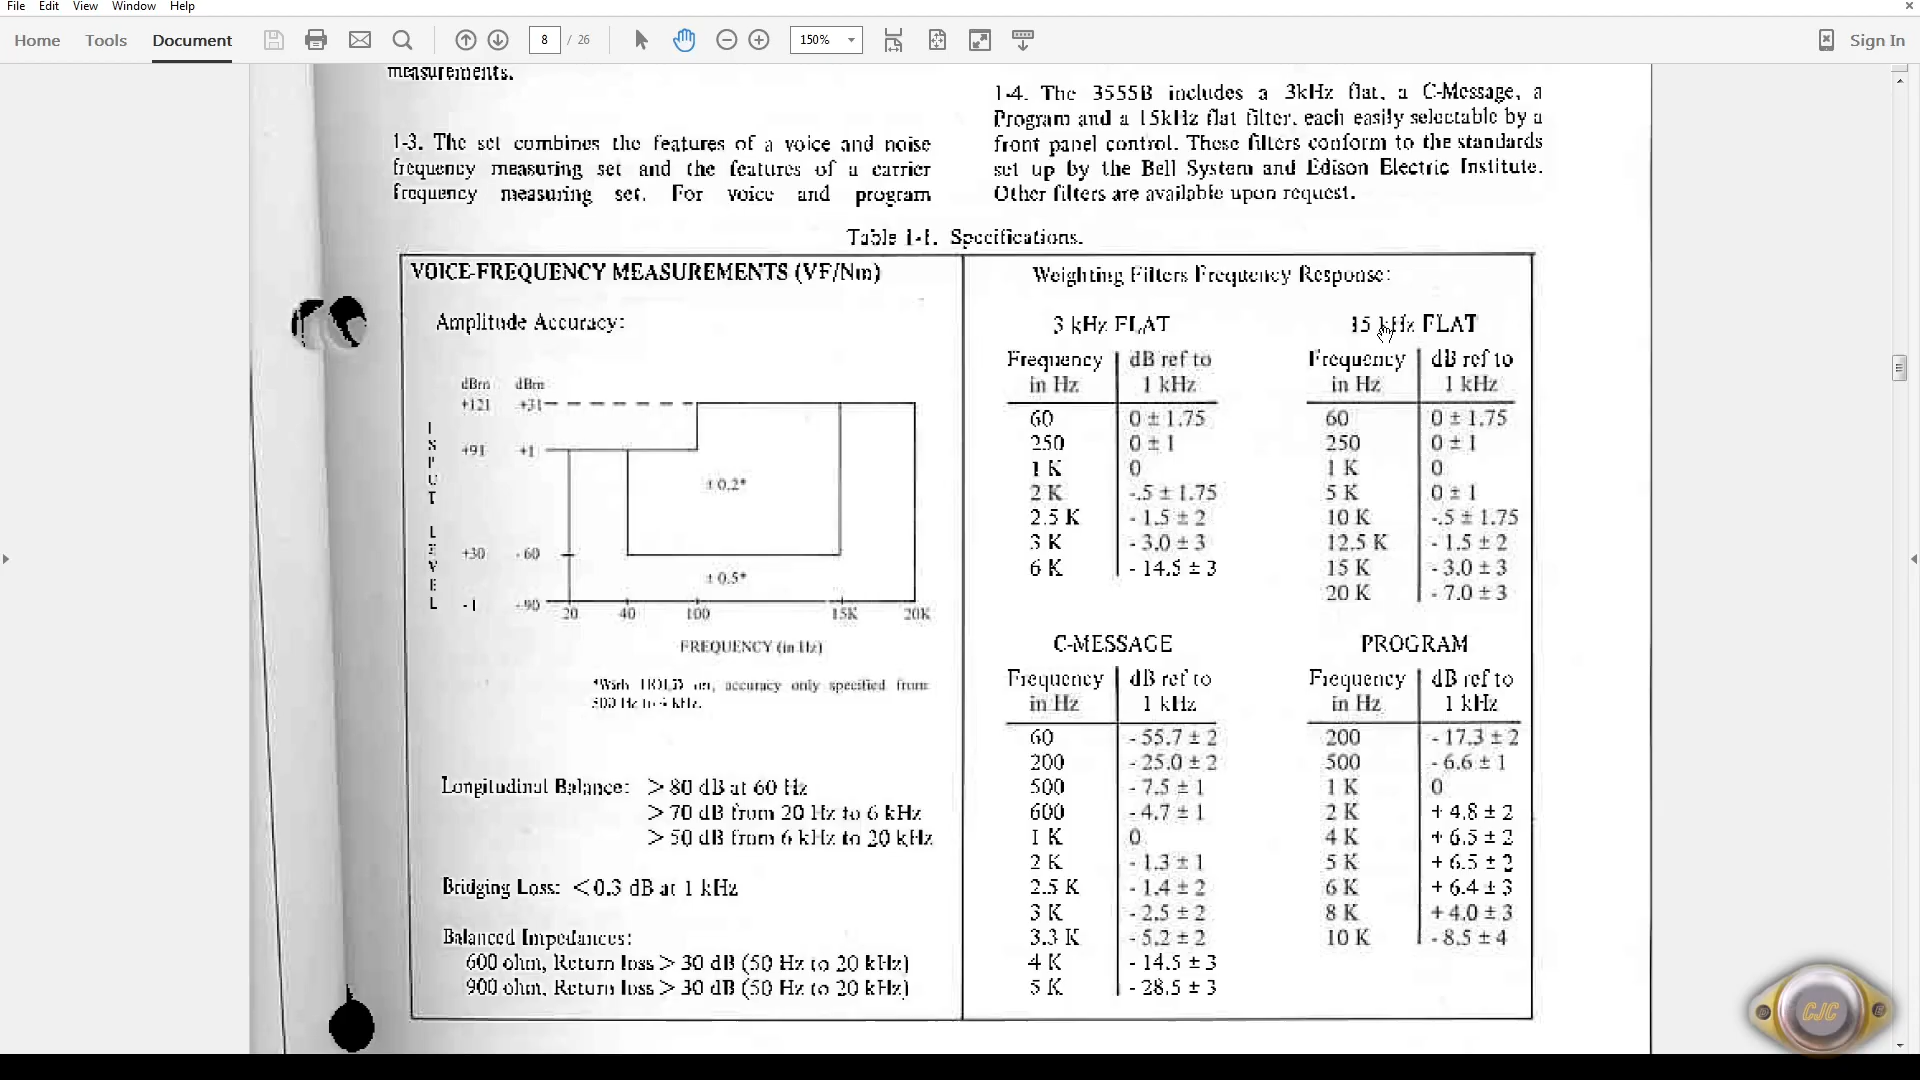 File Edit View Window Help
Home Tools Document 8 / 26 150% Sign In
measurements.
1-3. The set combines the features of a voice and noise
frequency measuring set and the features of a carrier
frequency measuring set. For voice and program
1-4. The 3555B includes a 3kHz flat, a C-Message, a
Program and a 15kHz flat filter, each easily selectable by a
front panel control. These filters conform to the standards
set up by the Bell System and Edison Electric Institute.
Other filters are available upon request.
Table 1-1. Specifications.
VOICE-FREQUENCY MEASUREMENTS (VF/Nm)
Amplitude Accuracy:
dBrn dBm
+121 +31
+91 +1
± 0.2*
+30 - 60
± 0.5*
-1 -90
INPUT LEVEL
20 40 100 15K 20K
FREQUENCY (in Hz)
*With HOLD on, accuracy only specified from
Longitudinal Balance: > 80 dB at 60 Hz
> 70 dB from 20 Hz to 6 kHz
> 50 dB from 6 kHz to 20 kHz
Bridging Loss: < 0.3 dB at 1 kHz
Balanced Impedances:
600 ohm, Return loss > 30 dB (50 Hz to 20 kHz)
900 ohm, Return loss > 30 dB (50 Hz to 20 kHz)
Weighting Filters Frequency Response:
3 kHz FLAT
Frequency dB ref to
in Hz 1 kHz
60 0 ± 1.75
250 0 ± 1
1 K 0
2 K -.5 ± 1.75
2.5 K - 1.5 ± 2
3 K - 3.0 ± 3
6 K - 14.5 ± 3
15 kHz FLAT
Frequency dB ref to
in Hz 1 kHz
60 0 ± 1.75
250 0 ± 1
1 K 0
5 K 0 ± 1
10 K -.5 ± 1.75
12.5 K - 1.5 ± 2
15 K - 3.0 ± 3
20 K - 7.0 ± 3
C-MESSAGE
Frequency dB ref to
in Hz 1 kHz
60 - 55.7 ± 2
200 - 25.0 ± 2
500 - 7.5 ± 1
600 - 4.7 ± 1
1 K 0
2 K - 1.3 ± 1
2.5 K - 1.4 ± 2
3 K - 2.5 ± 2
3.3 K - 5.2 ± 2
4 K - 14.5 ± 3
5 K - 28.5 ± 3
PROGRAM
Frequency dB ref to
in Hz 1 kHz
200 - 17.3 ± 2
500 - 6.6 ± 1
1 K 0
2 K + 4.8 ± 2
4 K + 6.5 ± 2
5 K + 6.5 ± 2
6 K + 6.4 ± 3
8 K + 4.0 ± 3
10 K - 8.5 ± 4
CJC